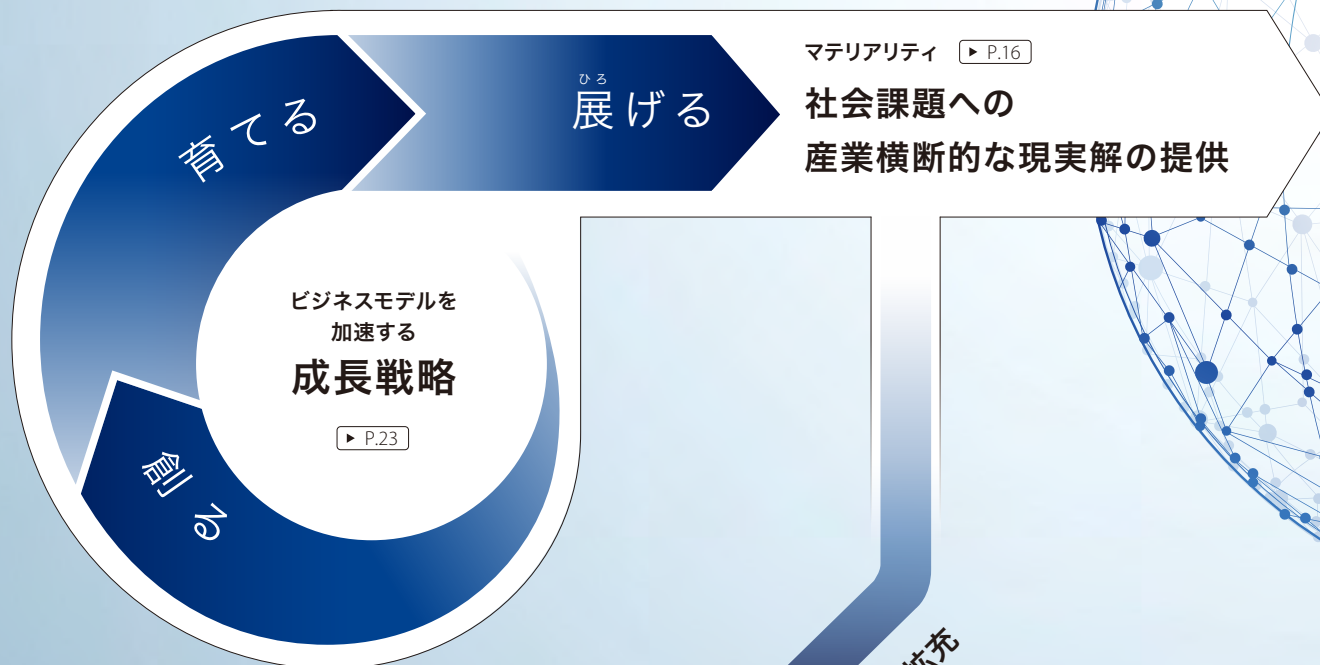 育てる
ひろ
展げる
マテリアリティ ▶ P.16
社会課題への
産業横断的な現実解の提供
ビジネスモデルを
加速する
成長戦略
▶ P.23
創る
拡充